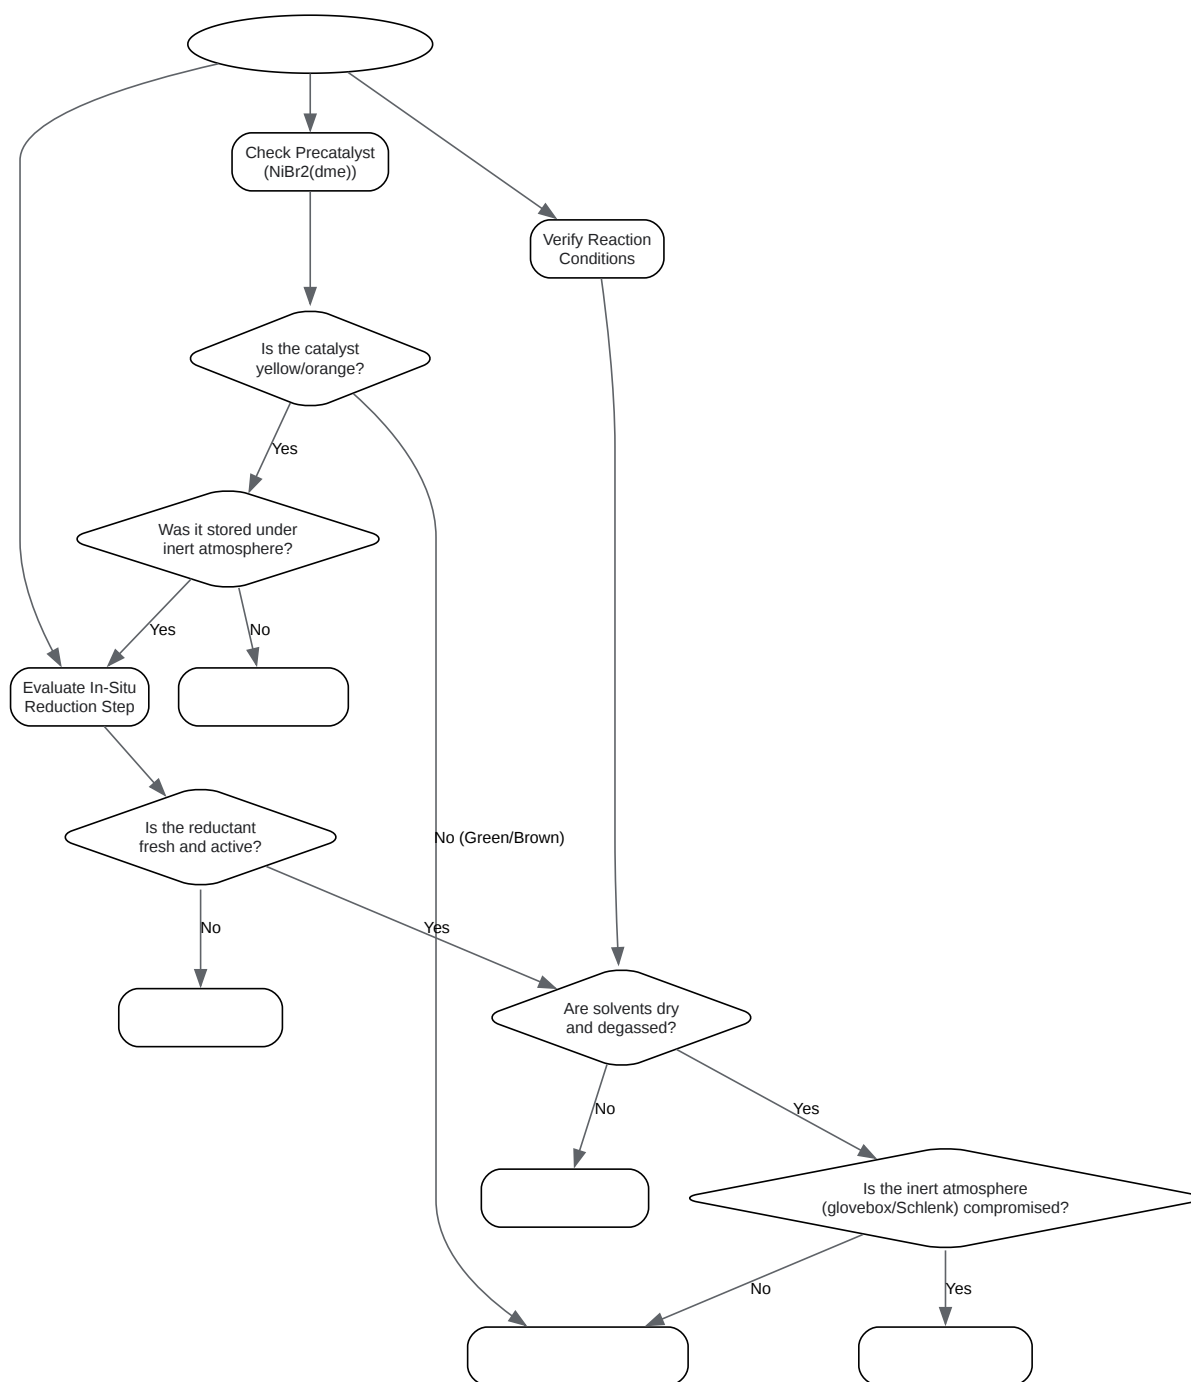 Check Precatalyst
(NiBr2(dme))
Verify Reaction
Conditions
Is the catalyst
yellow/orange?
Yes
Was it stored under
inert atmosphere?
Yes
No
Evaluate In-Situ
Reduction Step
Is the reductant
fresh and active?
No (Green/Brown)
No
Yes
Are solvents dry
and degassed?
No
Yes
Is the inert atmosphere
(glovebox/Schlenk) compromised?
No
Yes